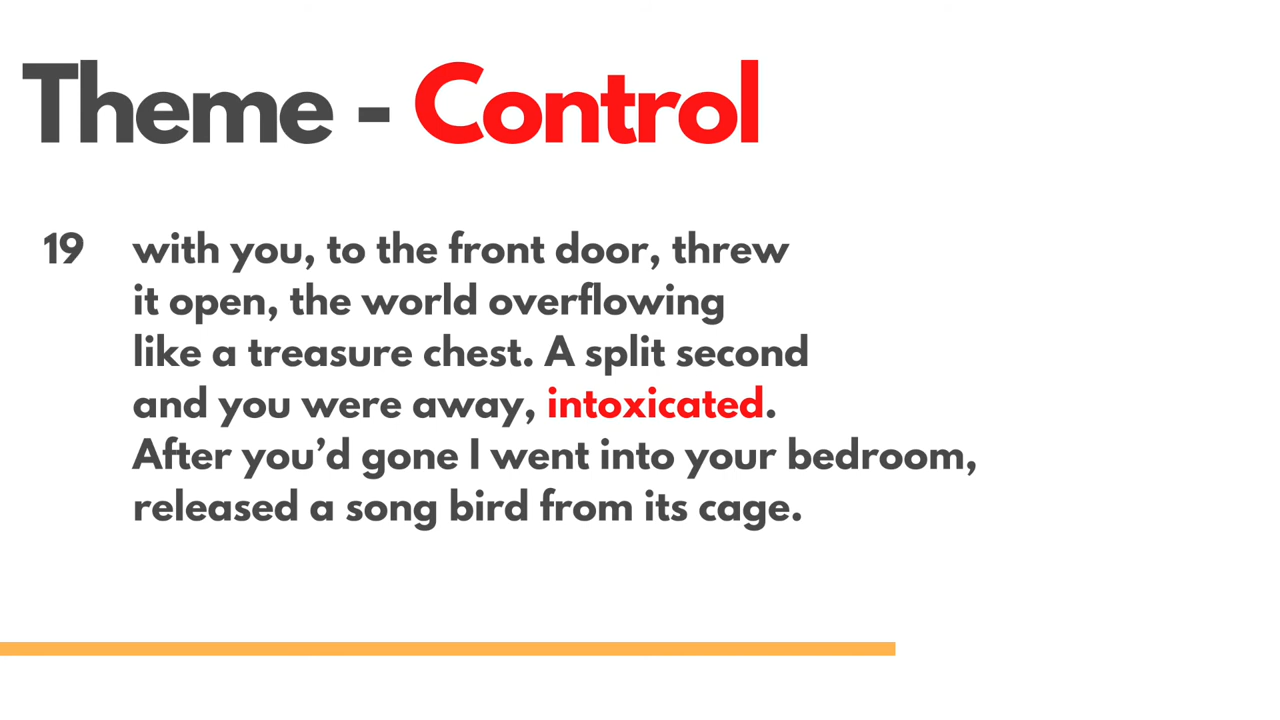 Theme - Control
19 with you, to the front door, threw
it open, the world overflowing
like a treasure chest. A split second
and you were away, intoxicated.
After you’d gone I went into your bedroom,
released a song bird from its cage.